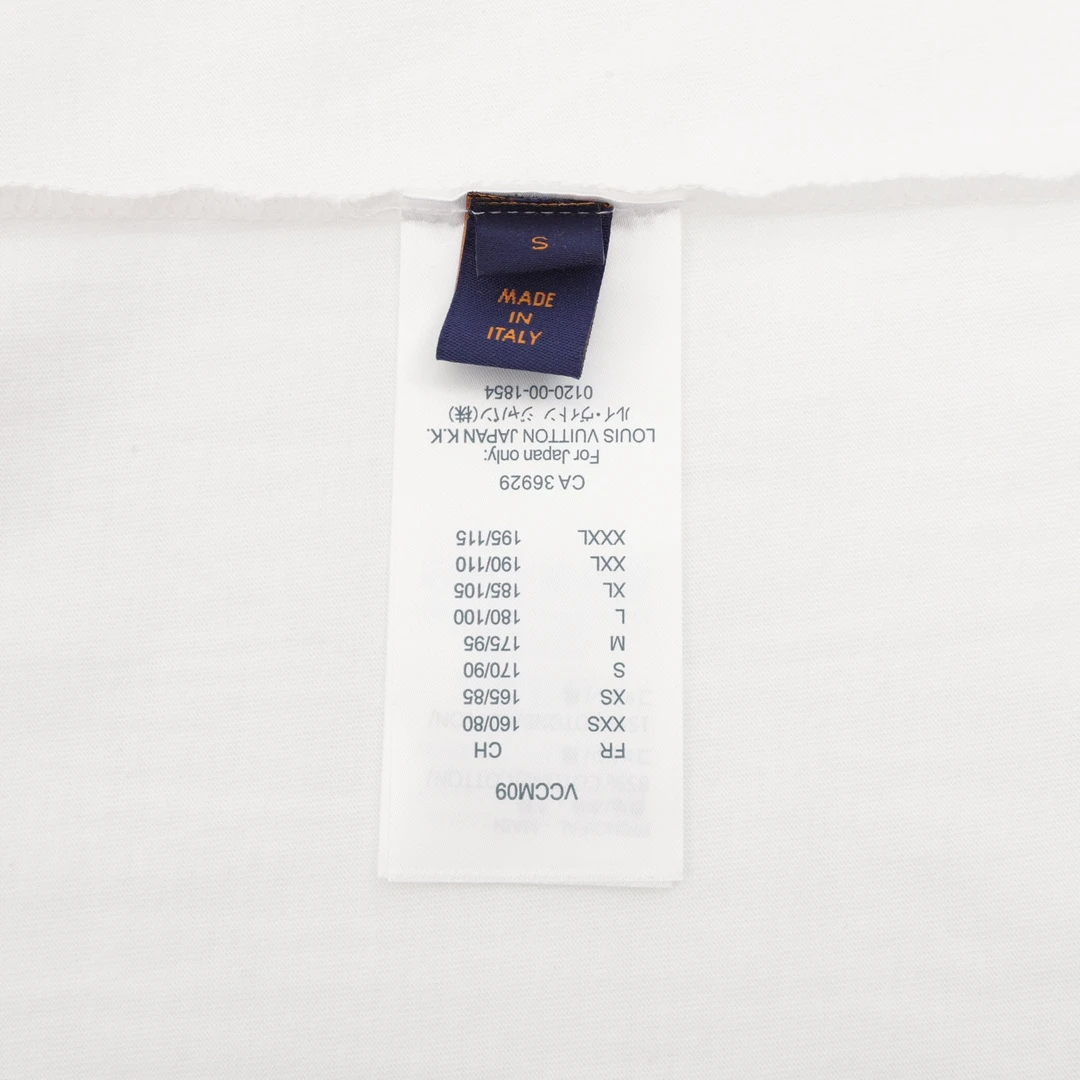 S
MADE
IN
ITALY
VCCM09
FR CH
XXS 160/80
XS 165/85
S 170/90
M 175/95
L 180/100
XL 185/105
XXL 190/110
XXXL 195/115
CA 36929
For Japan only:
LOUIS VUITTON JAPAN K.K.
ルイ・ヴィトン ジャパン(株)
0120-00-1854